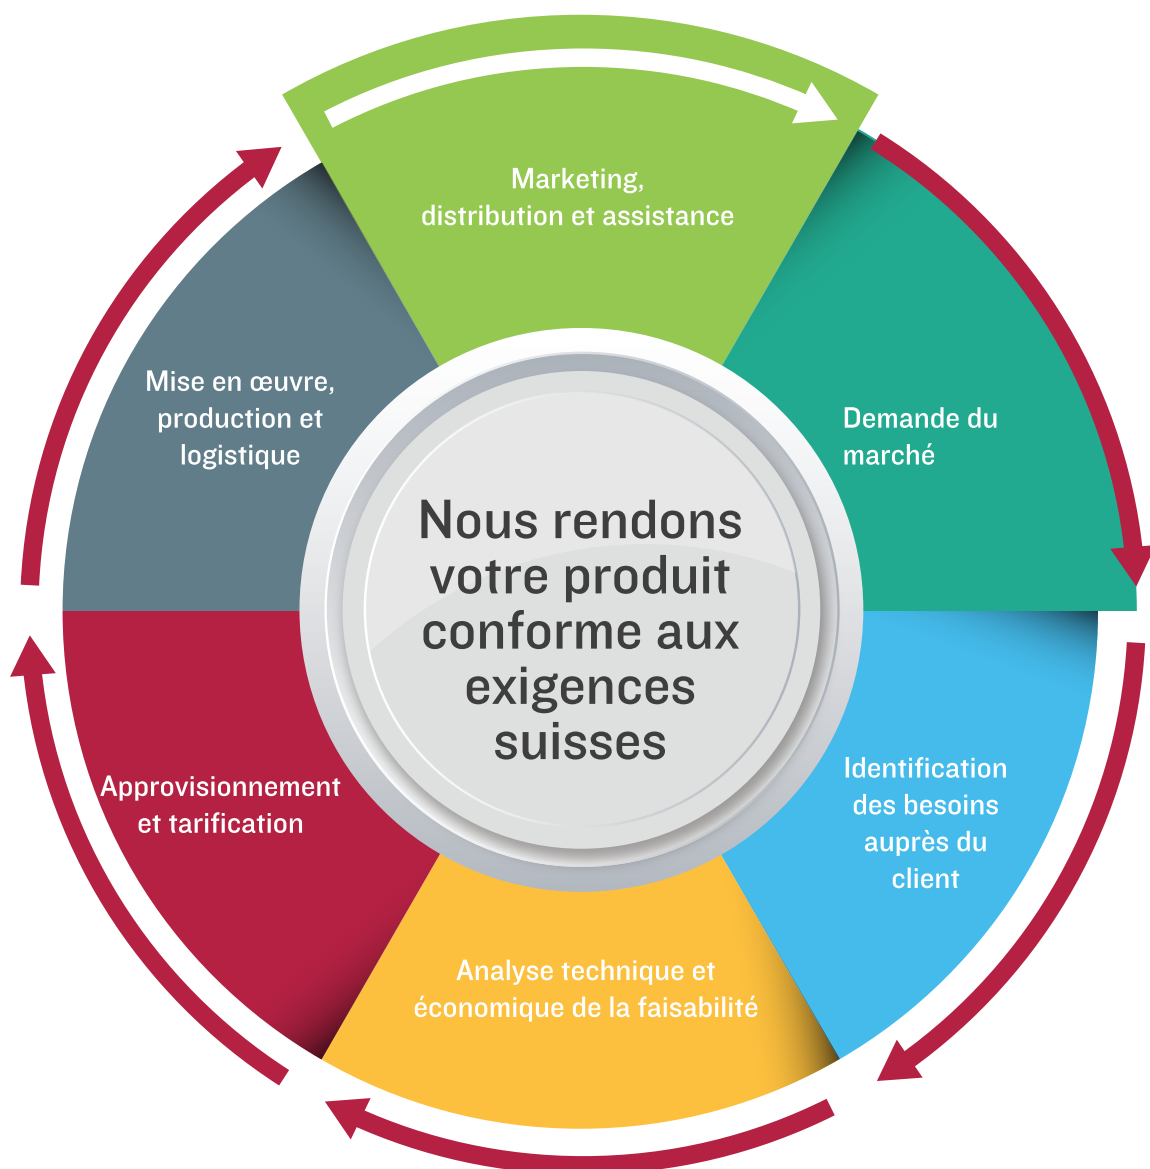 Marketing,
distribution et assistance
Demande du
marché
Identification
des besoins
auprès du
client
Analyse technique et
économique de la faisabilité
Approvisionnement
et tarification
Mise en œuvre,
production et
logistique
Nous rendons
votre produit
conforme aux
exigences
suisses